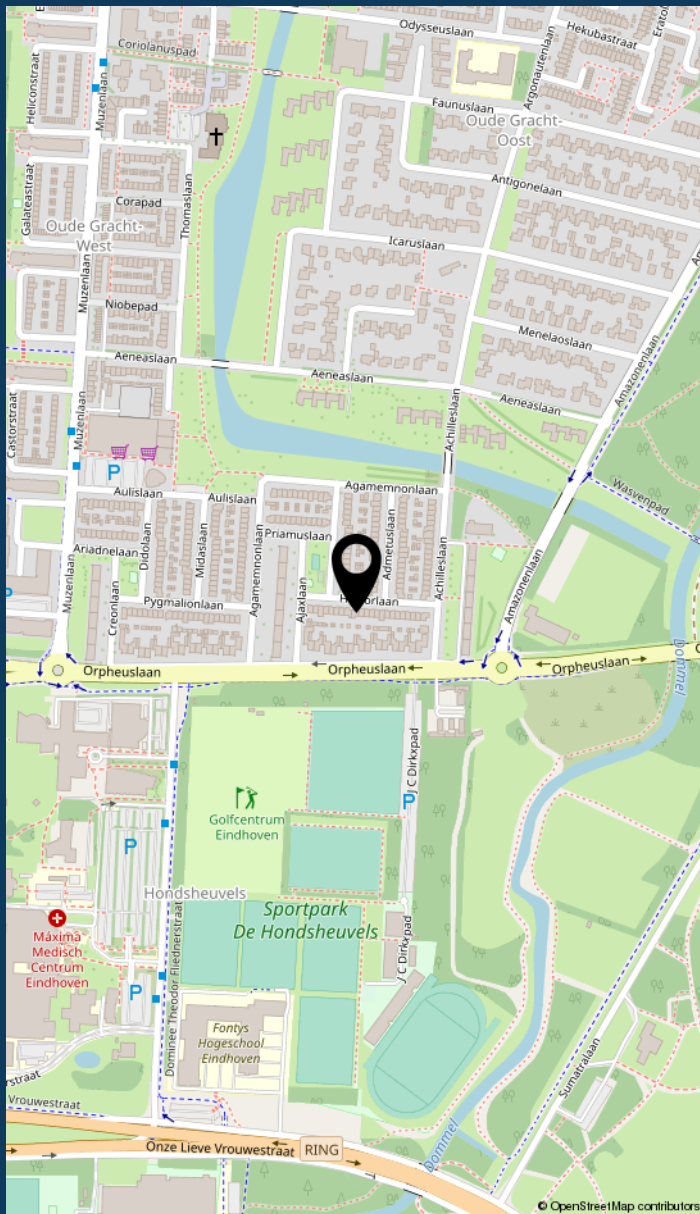 Odysseuslaan
Hekubastraat
Coriolanuspad
Heliconstraat
Muzenlaan
Argonautenlaan
Faunuslaan
Oude Gracht-
Oost
Antigonelaan
Galateastraat
Corapad
Thomaslaan
Oude Gracht-
West
Icaruslaan
Muzenlaan
Niobepad
Menelaoslaan
Amazonenlaan
Aeneaslaan
Aeneaslaan
Aeneaslaan
Castorstraat
Muzenlaan
Achilleslaan
P
Wasvenpad
Aulislaan
Aulislaan
Agamemnonlaan
Priamuslaan
Admetuslaan
Ariadnelaan
Didolaan
Midaslaan
Agamemnonlaan
Ajaxlaan
Achilleslaan
Amazonenlaan
Muzenlaan
Creonlaan
Pygmalionlaan
P
Orpheuslaan
Orpheuslaan
Orpheuslaan
Dommel
J C Dirkxpad
P
Golfcentrum
Eindhoven
P
Hondsheuvels
Sportpark
De Hondsheuvels
J C Dirkxpad
Máxima
Medisch
Centrum
Eindhoven
P
Dominee Theodor Fliednerstraat
Fontys
Hogeschool
Eindhoven
Sumatralaan
Vrouwestraat
Onze Lieve Vrouwestraat
RING
Dommel
© OpenStreetMap contributors